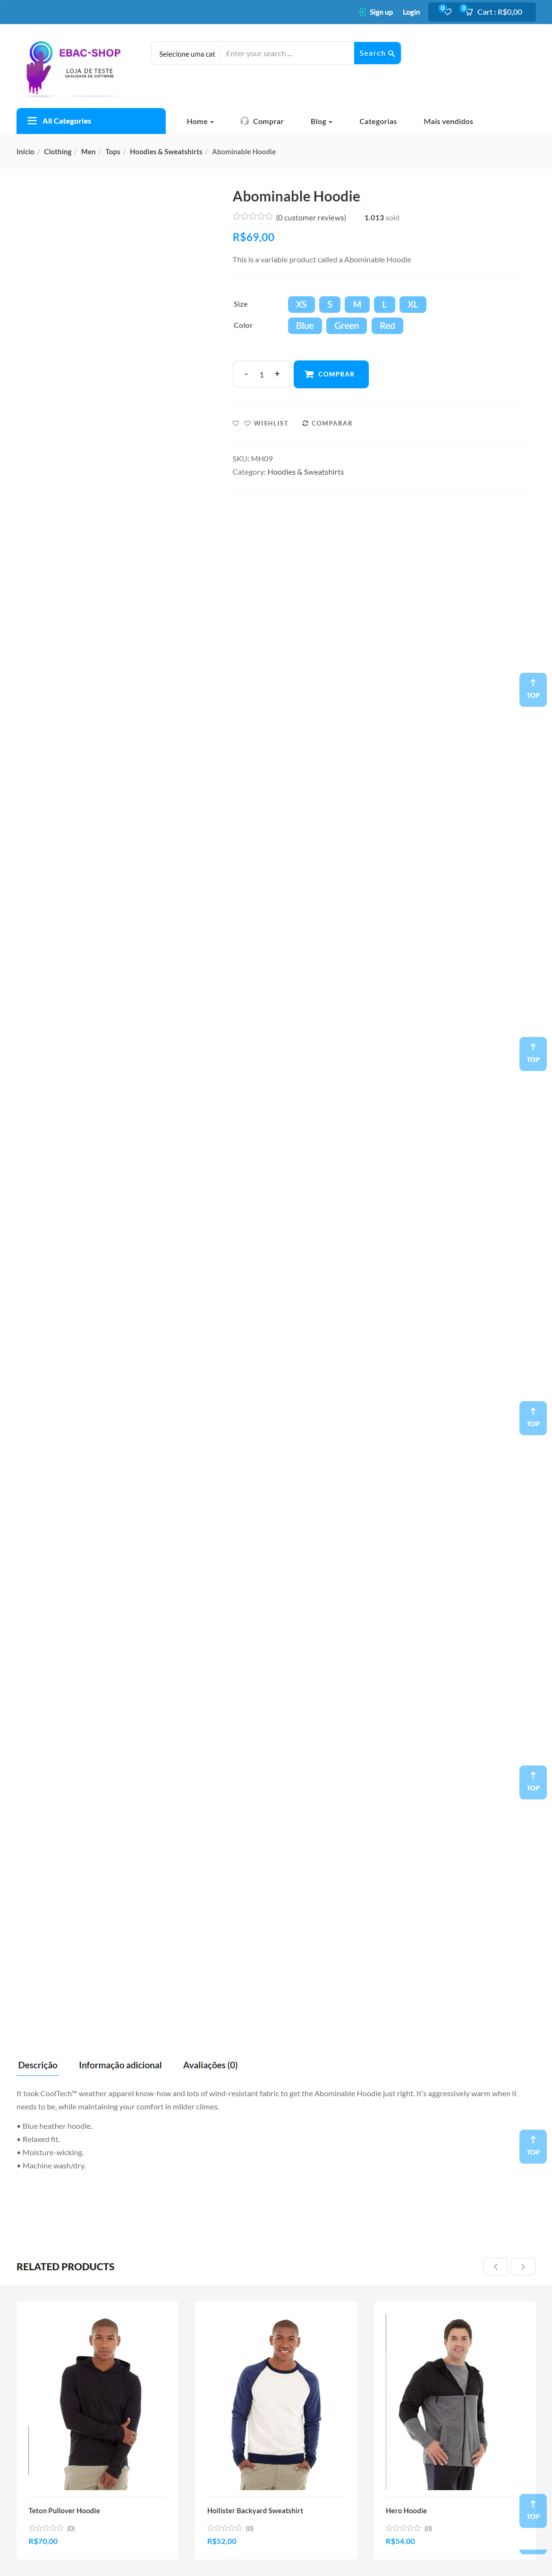 Sign up Login 0 0 Cart : R$0,00
EBAC-SHOP
LOJA DE TESTE
QUALIDADE DE SOFTWARE
Selecione uma cat Enter your search ... Search
All Categories Home Comprar Blog Categorias Mais vendidos
Início / Clothing / Men / Tops / Hoodies & Sweatshirts / Abominable Hoodie
Abominable Hoodie
(0 customer reviews) 1.013 sold
R$69,00
This is a variable product called a Abominable Hoodie
Size XS S M L XL
Color Blue Green Red
- 1 + COMPRAR
WISHLIST COMPARAR
SKU: MH09
Category: Hoodies & Sweatshirts
TOP
TOP
TOP
TOP
Descrição Informação adicional Avaliações (0)
It took CoolTech™ weather apparel know-how and lots of wind-resistant fabric to get the Abominable Hoodie just right. It's aggressively warm when it
needs to be, while maintaining your comfort in milder climes.
• Blue heather hoodie.
• Relaxed fit.
• Moisture-wicking.
• Machine wash/dry.
TOP
RELATED PRODUCTS
Teton Pullover Hoodie
(0)
R$70,00
Hollister Backyard Sweatshirt
(0)
R$52,00
Hero Hoodie
(0)
R$54,00
TOP